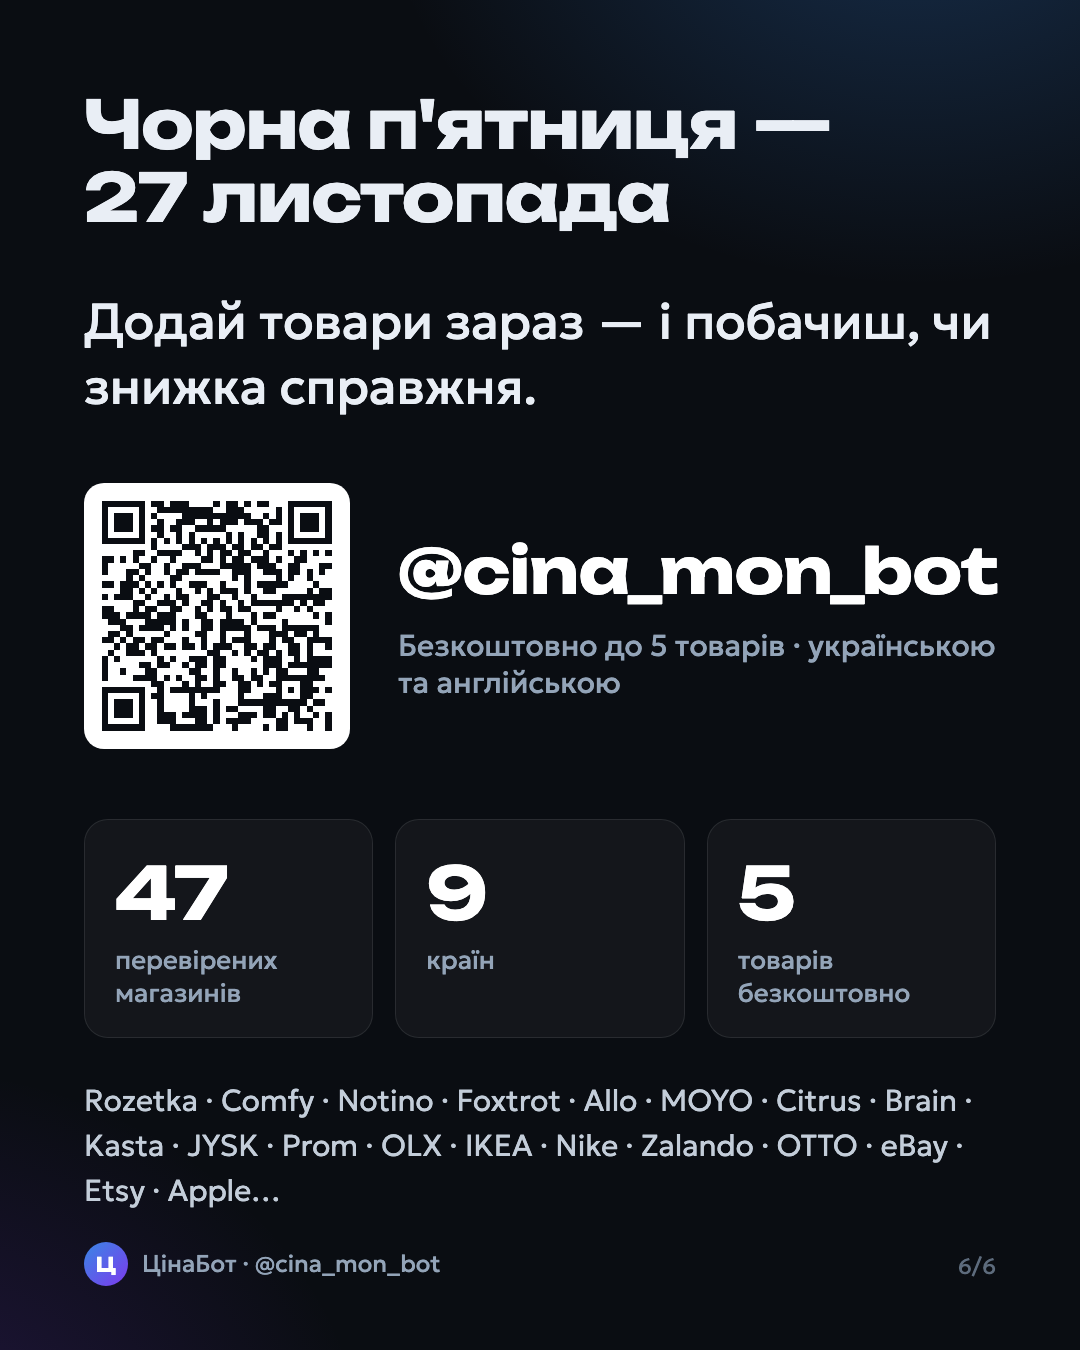 Чорна п'ятниця —
27 листопада
Додай товари зараз — і побачиш, чи
знижка справжня.
@cina_mon_bot
Безкоштовно до 5 товарів · українською
та англійською
47
перевірених
магазинів
9
країн
5
товарів
безкоштовно
Rozetka · Comfy · Notino · Foxtrot · Allo · MOYO · Citrus · Brain ·
Kasta · JYSK · Prom · OLX · IKEA · Nike · Zalando · OTTO · eBay ·
Etsy · Apple…
Ц ЦінаБот · @cina_mon_bot
6/6